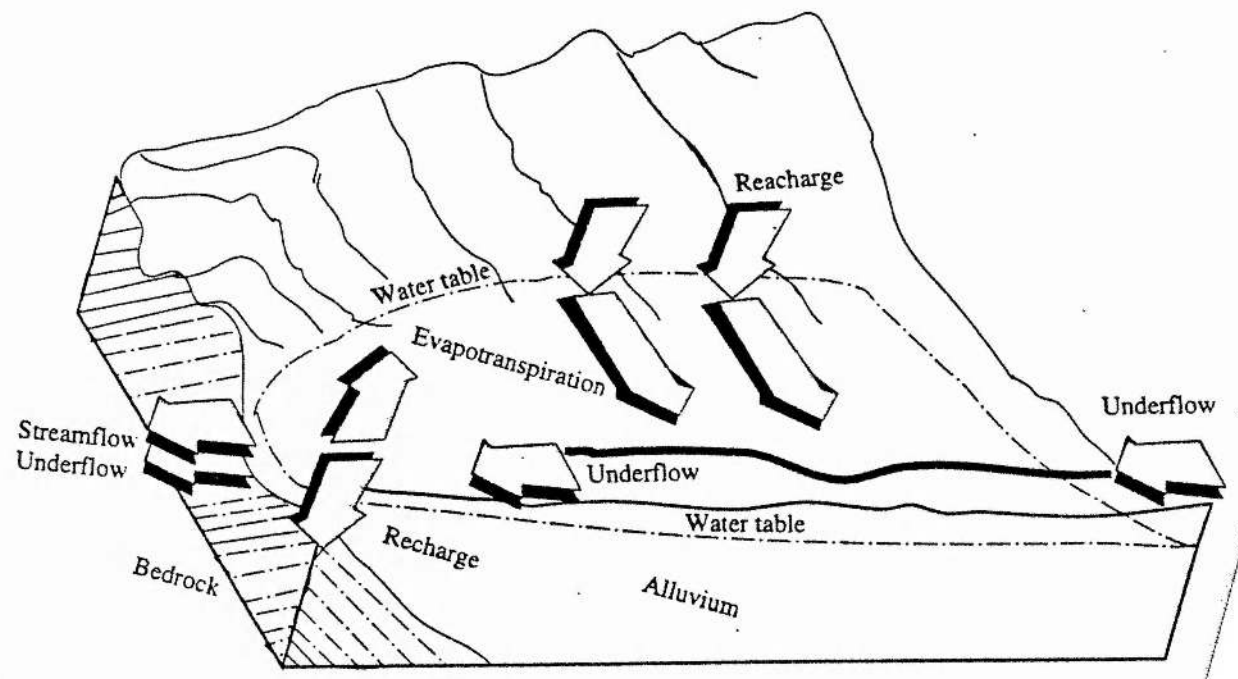 Reacharge
Water table
Evapotranspiration
Underflow
Streamflow
Underflow
Underflow
Water table
Recharge
Bedrock
Alluvium